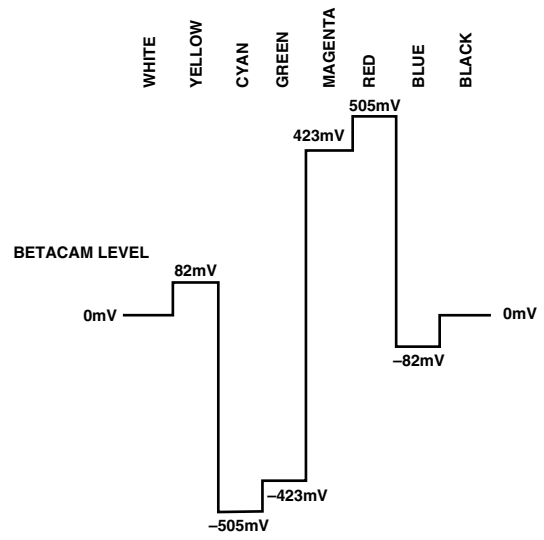 WHITE
YELLOW
CYAN
GREEN
MAGENTA
RED
BLUE
BLACK
505mV
423mV
BETACAM LEVEL
82mV
0mV
0mV
–82mV
–423mV
–505mV